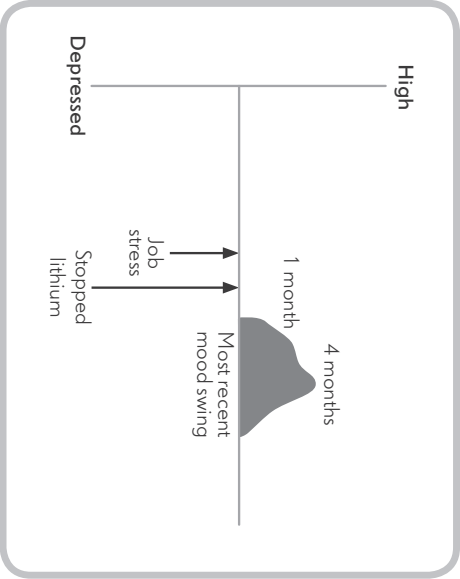 High
1 month
4 months
Most recent
mood swing
Job
stress
Stopped
lithium
Depressed